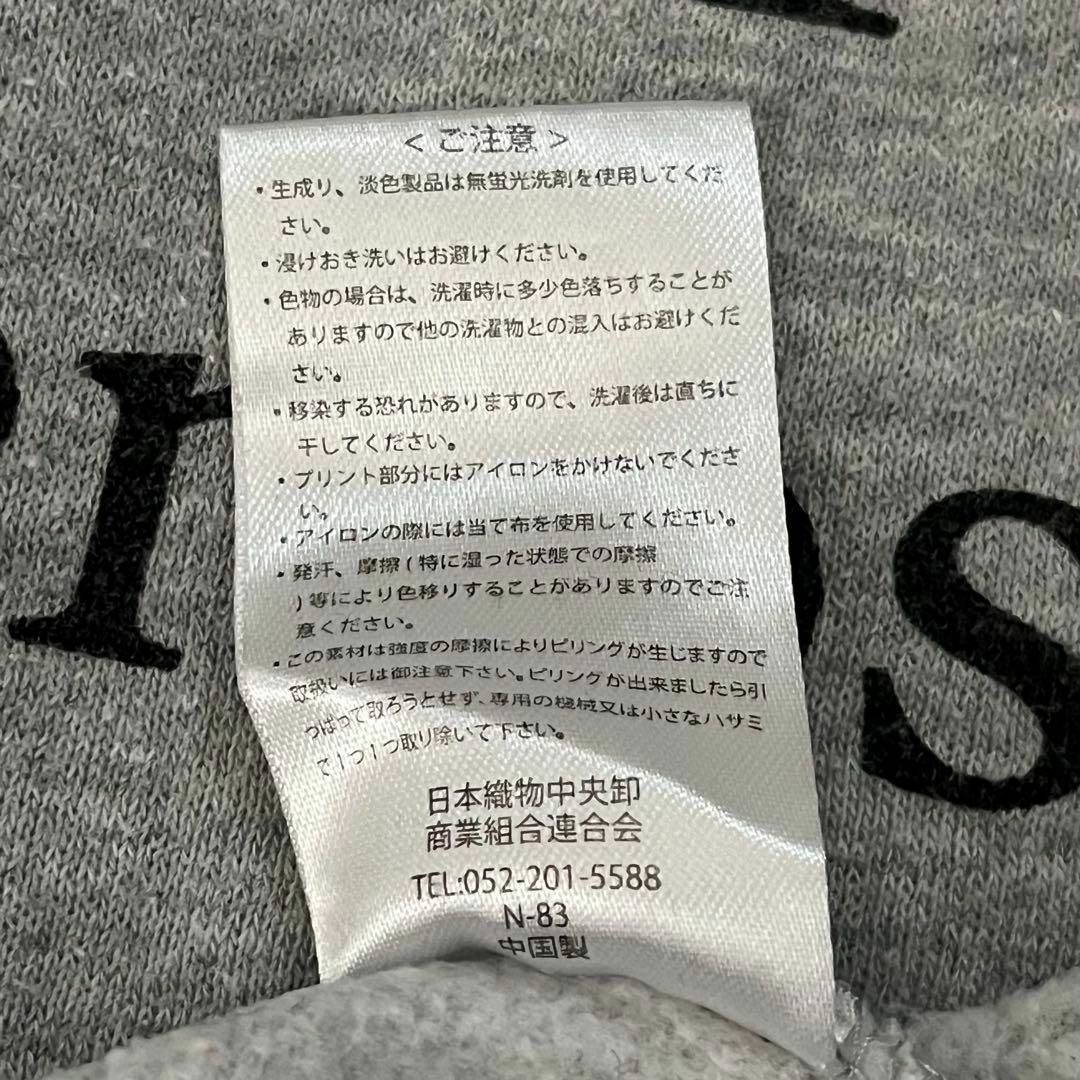 < ご注意 >
・生成り、淡色製品は無蛍光洗剤を使用してくだ
さい。
・浸けおき洗いはお避けください。
・色物の場合は、洗濯時に多少色落ちすることが
ありますので他の洗濯物との混入はお避けくだ
さい。
・移染する恐れがありますので、洗濯後は直ちに
干してください。
・プリント部分にはアイロンをかけないでくださ
い。
・アイロンの際には当て布を使用してください。
・発汗、摩擦(特に湿った状態での摩擦
)等により色移りすることがありますのでご注
意ください。
・この素材は強度の摩擦によりピリングが生じますので
取扱いには御注意下さい。ピリングが出来ましたら引
っぱって取ろうとせず、専用の機械又は小さなハサミ
で1つ1つ取り除いて下さい。
日本織物中央卸
商業組合連合会
TEL:052-201-5588
N-83
中国製